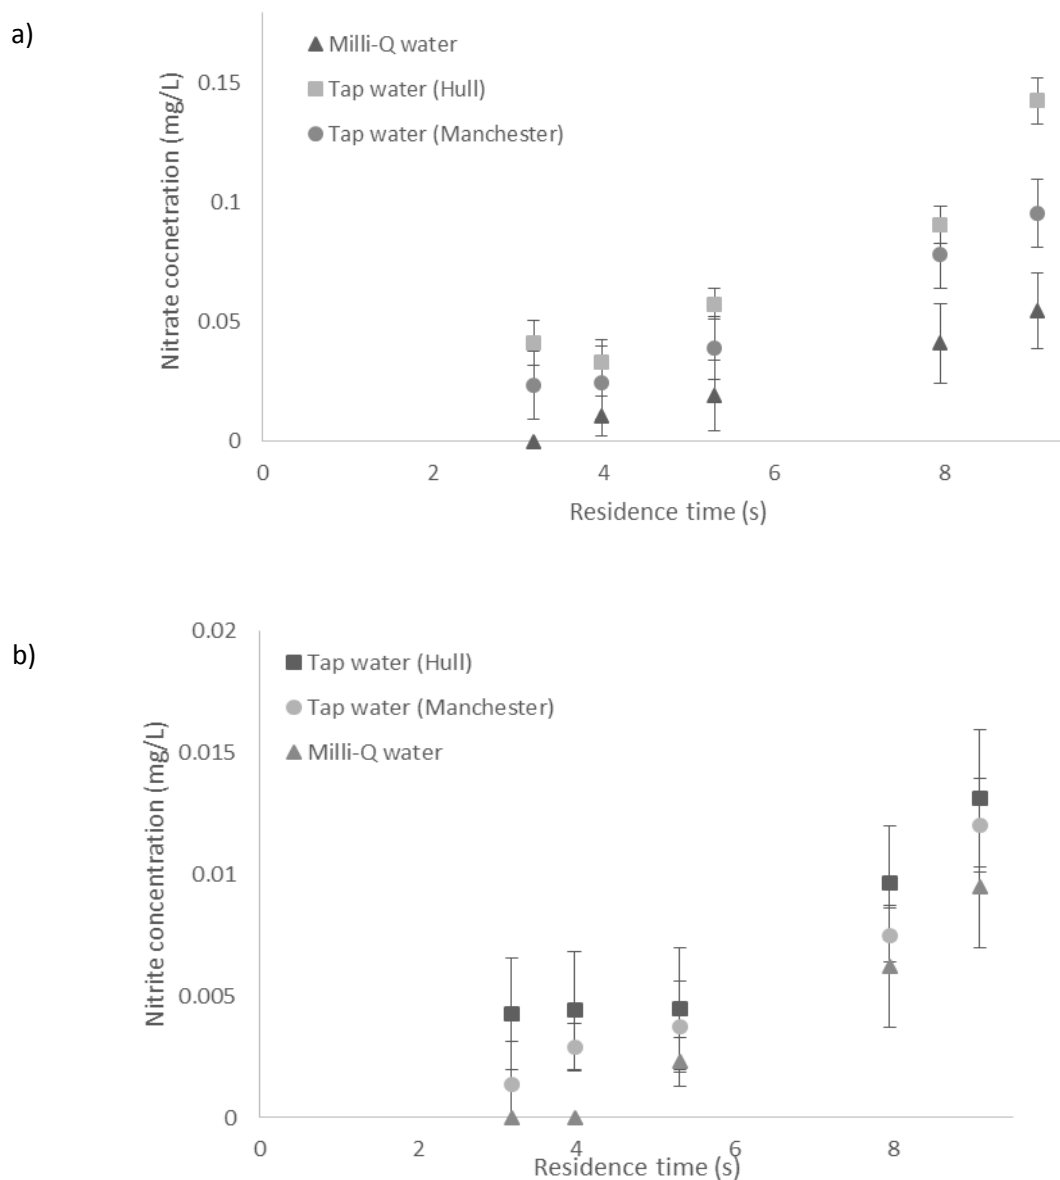 a)
Milli-Q water
Tap water (Hull)
Tap water (Manchester)
Nitrate cocnetration (mg/L)
0.15
0.1
0.05
0
0 2 4 6 8
Residence time (s)
b)
Tap water (Hull)
Tap water (Manchester)
Milli-Q water
Nitrite concentration (mg/L)
0.02
0.015
0.01
0.005
0
0 2 4 6 8
Residence time (s)